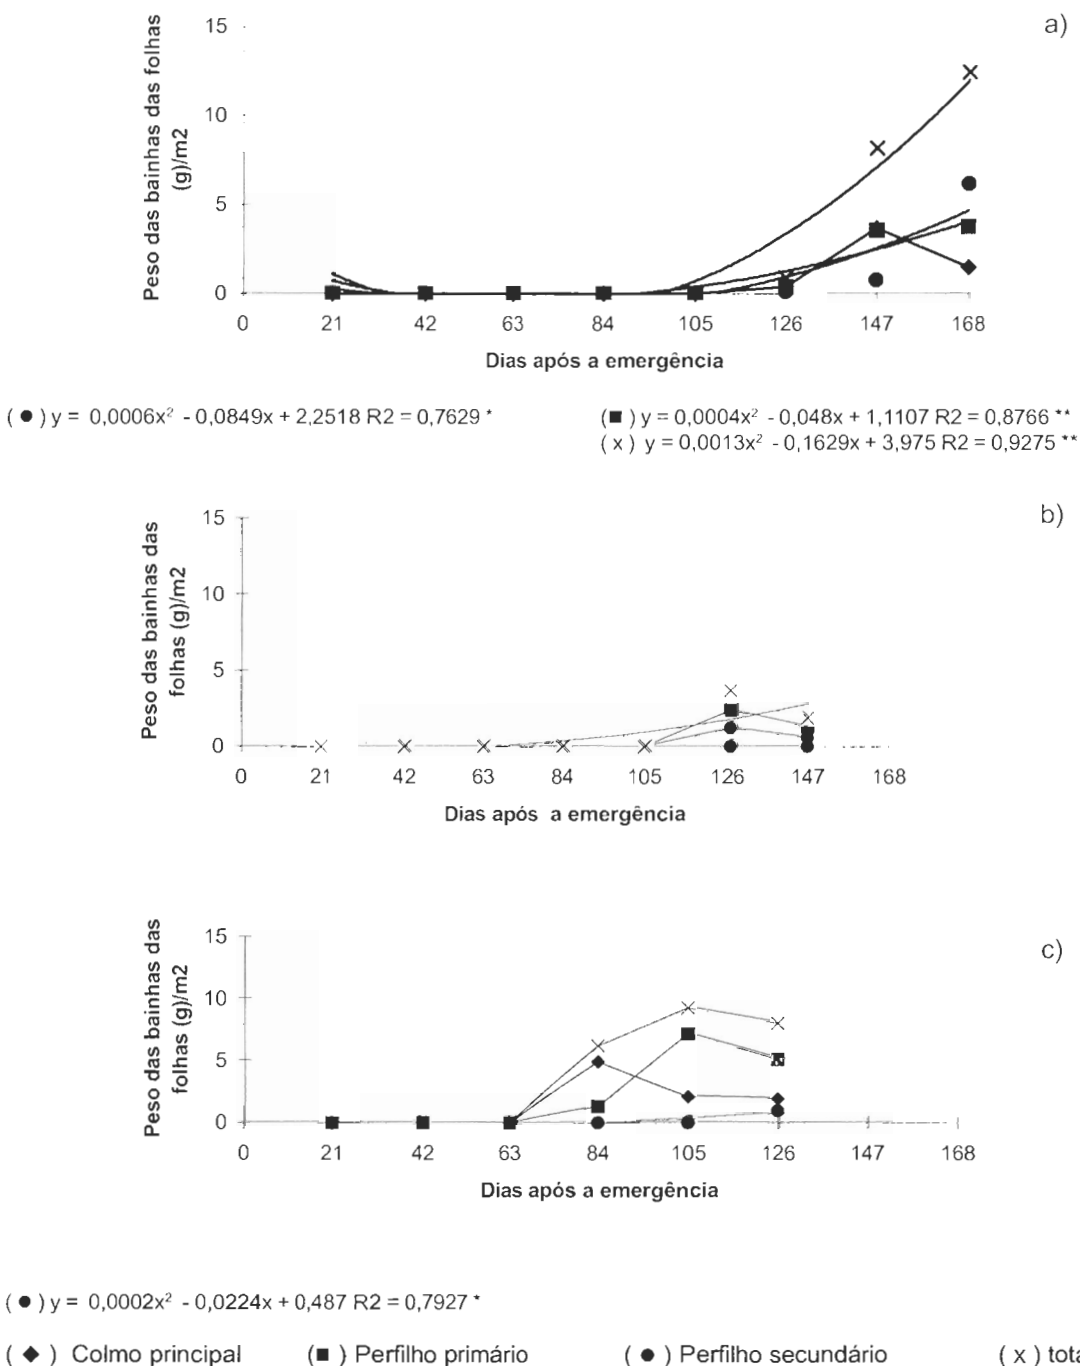 a)
Peso das bainhas das folhas
(g)/m2
15
10
5
0
0 21 42 63 84 105 126 147 168
Dias após a emergência
( ● ) y = 0,0006x² - 0,0849x + 2,2518 R2 = 0,7629 *
( ■ ) y = 0,0004x² - 0,048x + 1,1107 R2 = 0,8766 **
( x ) y = 0,0013x² - 0,1629x + 3,975 R2 = 0,9275 **
b)
Peso das bainhas das
folhas (g)/m2
15
10
5
0
0 21 42 63 84 105 126 147 168
Dias após a emergência
c)
Peso das bainhas das
folhas (g)/m2
15
10
5
0
0 21 42 63 84 105 126 147 168
Dias após a emergência
( ● ) y = 0,0002x² - 0,0224x + 0,487 R2 = 0,7927 *
( ◆ ) Colmo principal ( ■ ) Perfilho primário ( ● ) Perfilho secundário ( x ) tota